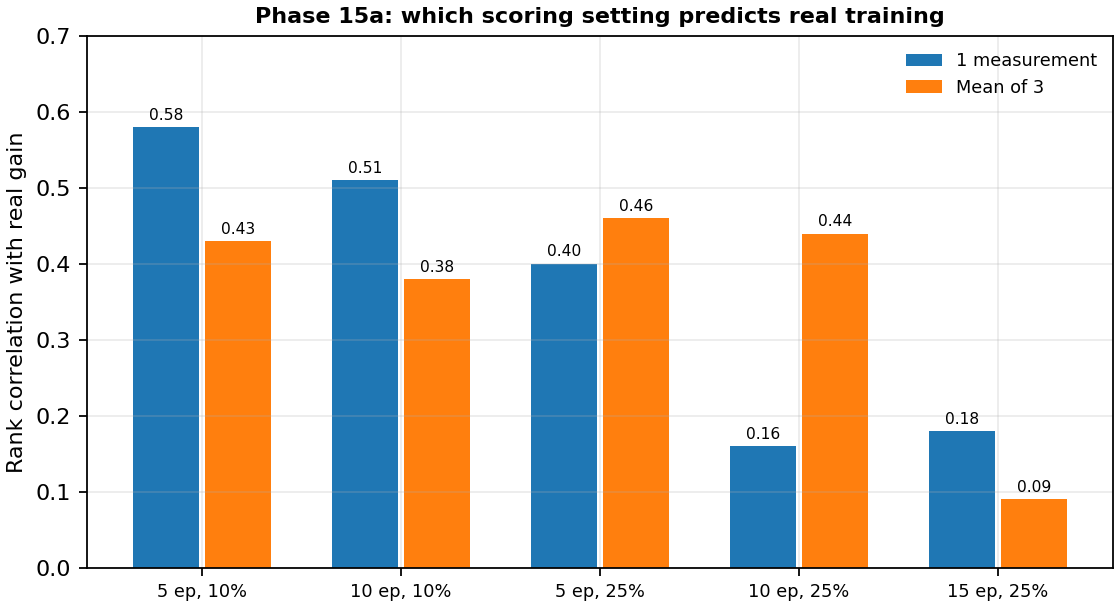 Phase 15a: which scoring setting predicts real training
Rank correlation with real gain
0.7
0.6
0.5
0.4
0.3
0.2
0.1
0.0
1 measurement
Mean of 3
0.58
0.43
0.51
0.38
0.40
0.46
0.16
0.44
0.18
0.09
5 ep, 10%
10 ep, 10%
5 ep, 25%
10 ep, 25%
15 ep, 25%